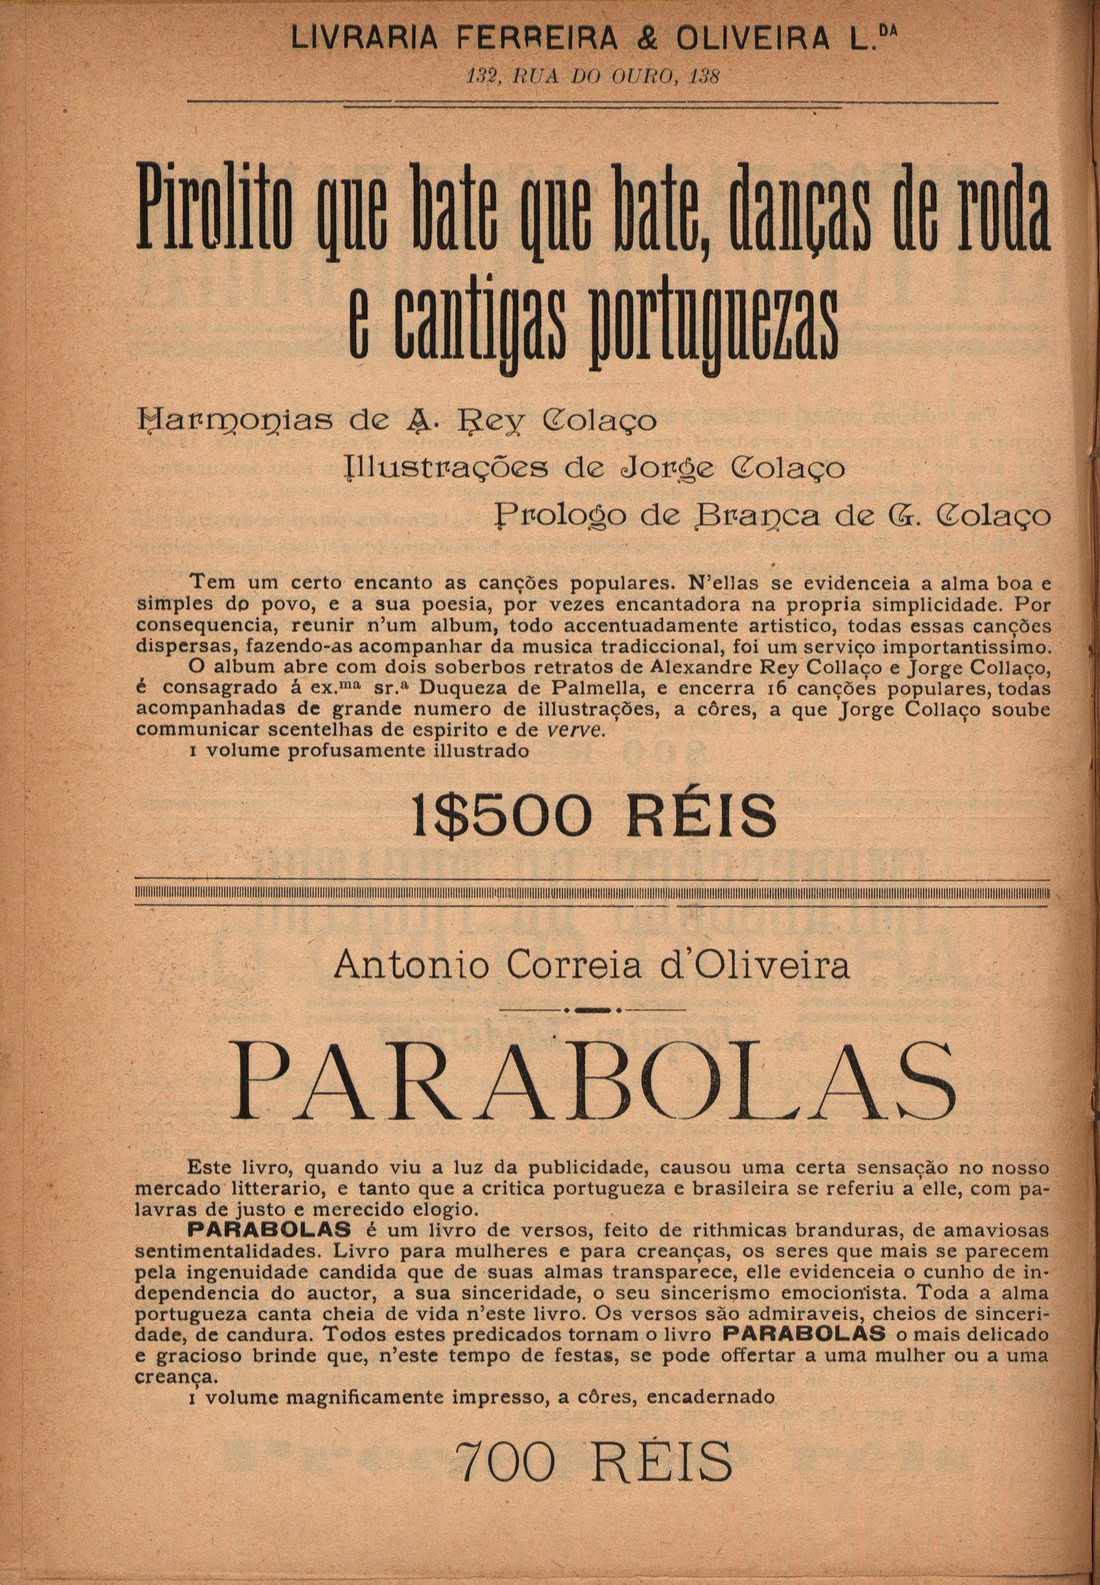 LIVRARIA FERREIRA & OLIVEIRA L.DA
132, RUA DO OURO, 138
Pirolito que bate que bate, danças de roda
e cantigas portuguezas
Harmonias de A. Rey Colaço
Illustrações de Jorge Colaço
Prologo de Branca de G. Colaço
Tem um certo encanto as canções populares. N'ellas se evidenceia a alma boa e
simples do povo, e a sua poesia, por vezes encantadora na propria simplicidade. Por
consequencia, reunir n'um album, todo accentuadamente artistico, todas essas canções
dispersas, fazendo-as acompanhar da musica tradiccional, foi um serviço importantissimo.
O album abre com dois soberbos retratos de Alexandre Rey Collaço e Jorge Collaço,
é consagrado á ex.ma sr.a Duqueza de Palmella, e encerra 16 canções populares, todas
acompanhadas de grande numero de illustrações, a côres, a que Jorge Collaço soube
communicar scentelhas de espirito e de verve.
1 volume profusamente illustrado
1$500 RÉIS
Antonio Correia d'Oliveira
PARABOLAS
Este livro, quando viu a luz da publicidade, causou uma certa sensação no nosso
mercado litterario, e tanto que a critica portugueza e brasileira se referiu a elle, com pa-
lavras de justo e merecido elogio.
PARABOLAS é um livro de versos, feito de rithmicas branduras, de amaviosas
sentimentalidades. Livro para mulheres e para creanças, os seres que mais se parecem
pela ingenuidade candida que de suas almas transparece, elle evidenceia o cunho de in-
dependencia do auctor, a sua sinceridade, o seu sincerismo emocionista. Toda a alma
portugueza canta cheia de vida n'este livro. Os versos são admiraveis, cheios de sinceri-
dade, de candura. Todos estes predicados tornam o livro PARABOLAS o mais delicado
e gracioso brinde que, n'este tempo de festas, se pode offertar a uma mulher ou a uma
creança.
1 volume magnificamente impresso, a côres, encadernado
700 RÉIS